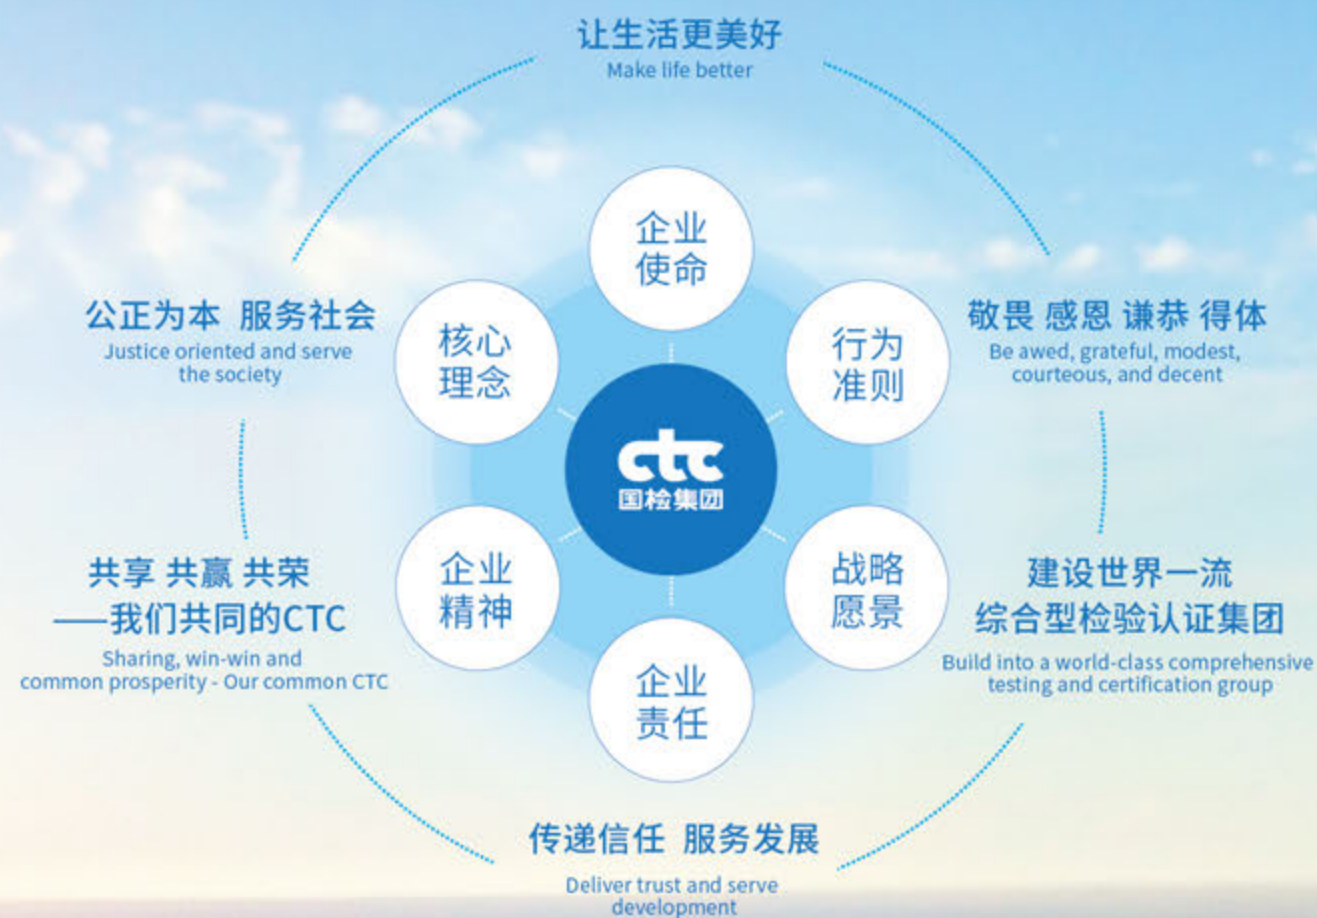 让生活更美好
Make life better
企业
使命
公正为本 服务社会
Justice oriented and serve
the society
核心
理念
行为
准则
敬畏 感恩 谦恭 得体
Be awed, grateful, modest,
courteous, and decent
ctc
国检集团
共享 共赢 共荣
——我们共同的CTC
Sharing, win-win and
common prosperity - Our common CTC
企业
精神
战略
愿景
建设世界一流
综合型检验认证集团
Build into a world-class comprehensive
testing and certification group
企业
责任
传递信任 服务发展
Deliver trust and serve
development